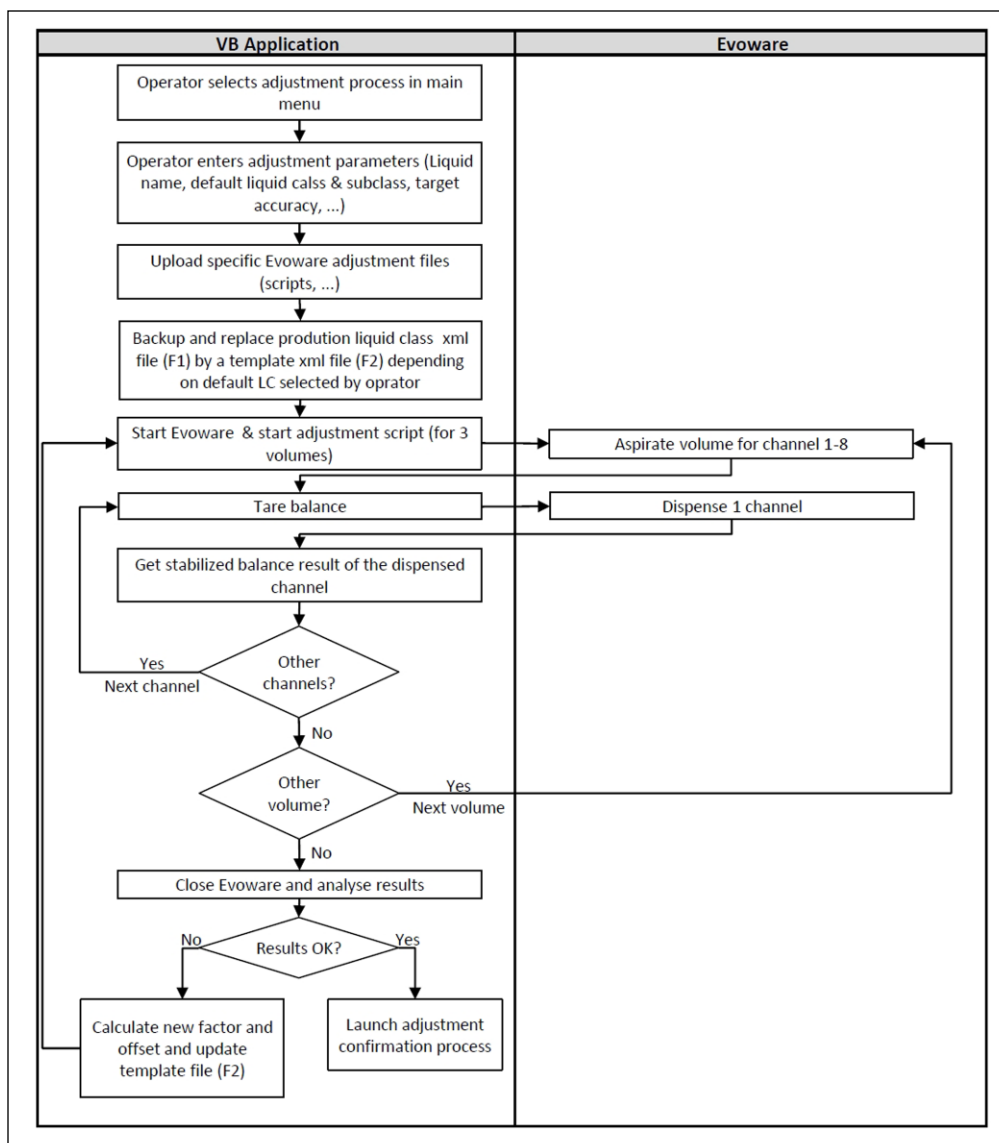 VB Application
Evoware
Operator selects adjustment process in main
menu
Operator enters adjustment parameters (Liquid
name, default liquid calss & subclass, target
accuracy, ...)
Upload specific Evoware adjustment files
(scripts, ...)
Backup and replace prodution liquid class xml
file (F1) by a template xml file (F2) depending
on default LC selected by oprator
Start Evoware & start adjustment script (for 3
volumes)
Aspirate volume for channel 1-8
Tare balance
Dispense 1 channel
Get stabilized balance result of the dispensed
channel
Yes
Next channel
Other
channels?
No
Other
volume?
Yes
Next volume
No
Close Evoware and analyse results
No
Results OK?
Yes
Calculate new factor and
offset and update
template file (F2)
Launch adjustment
confirmation process